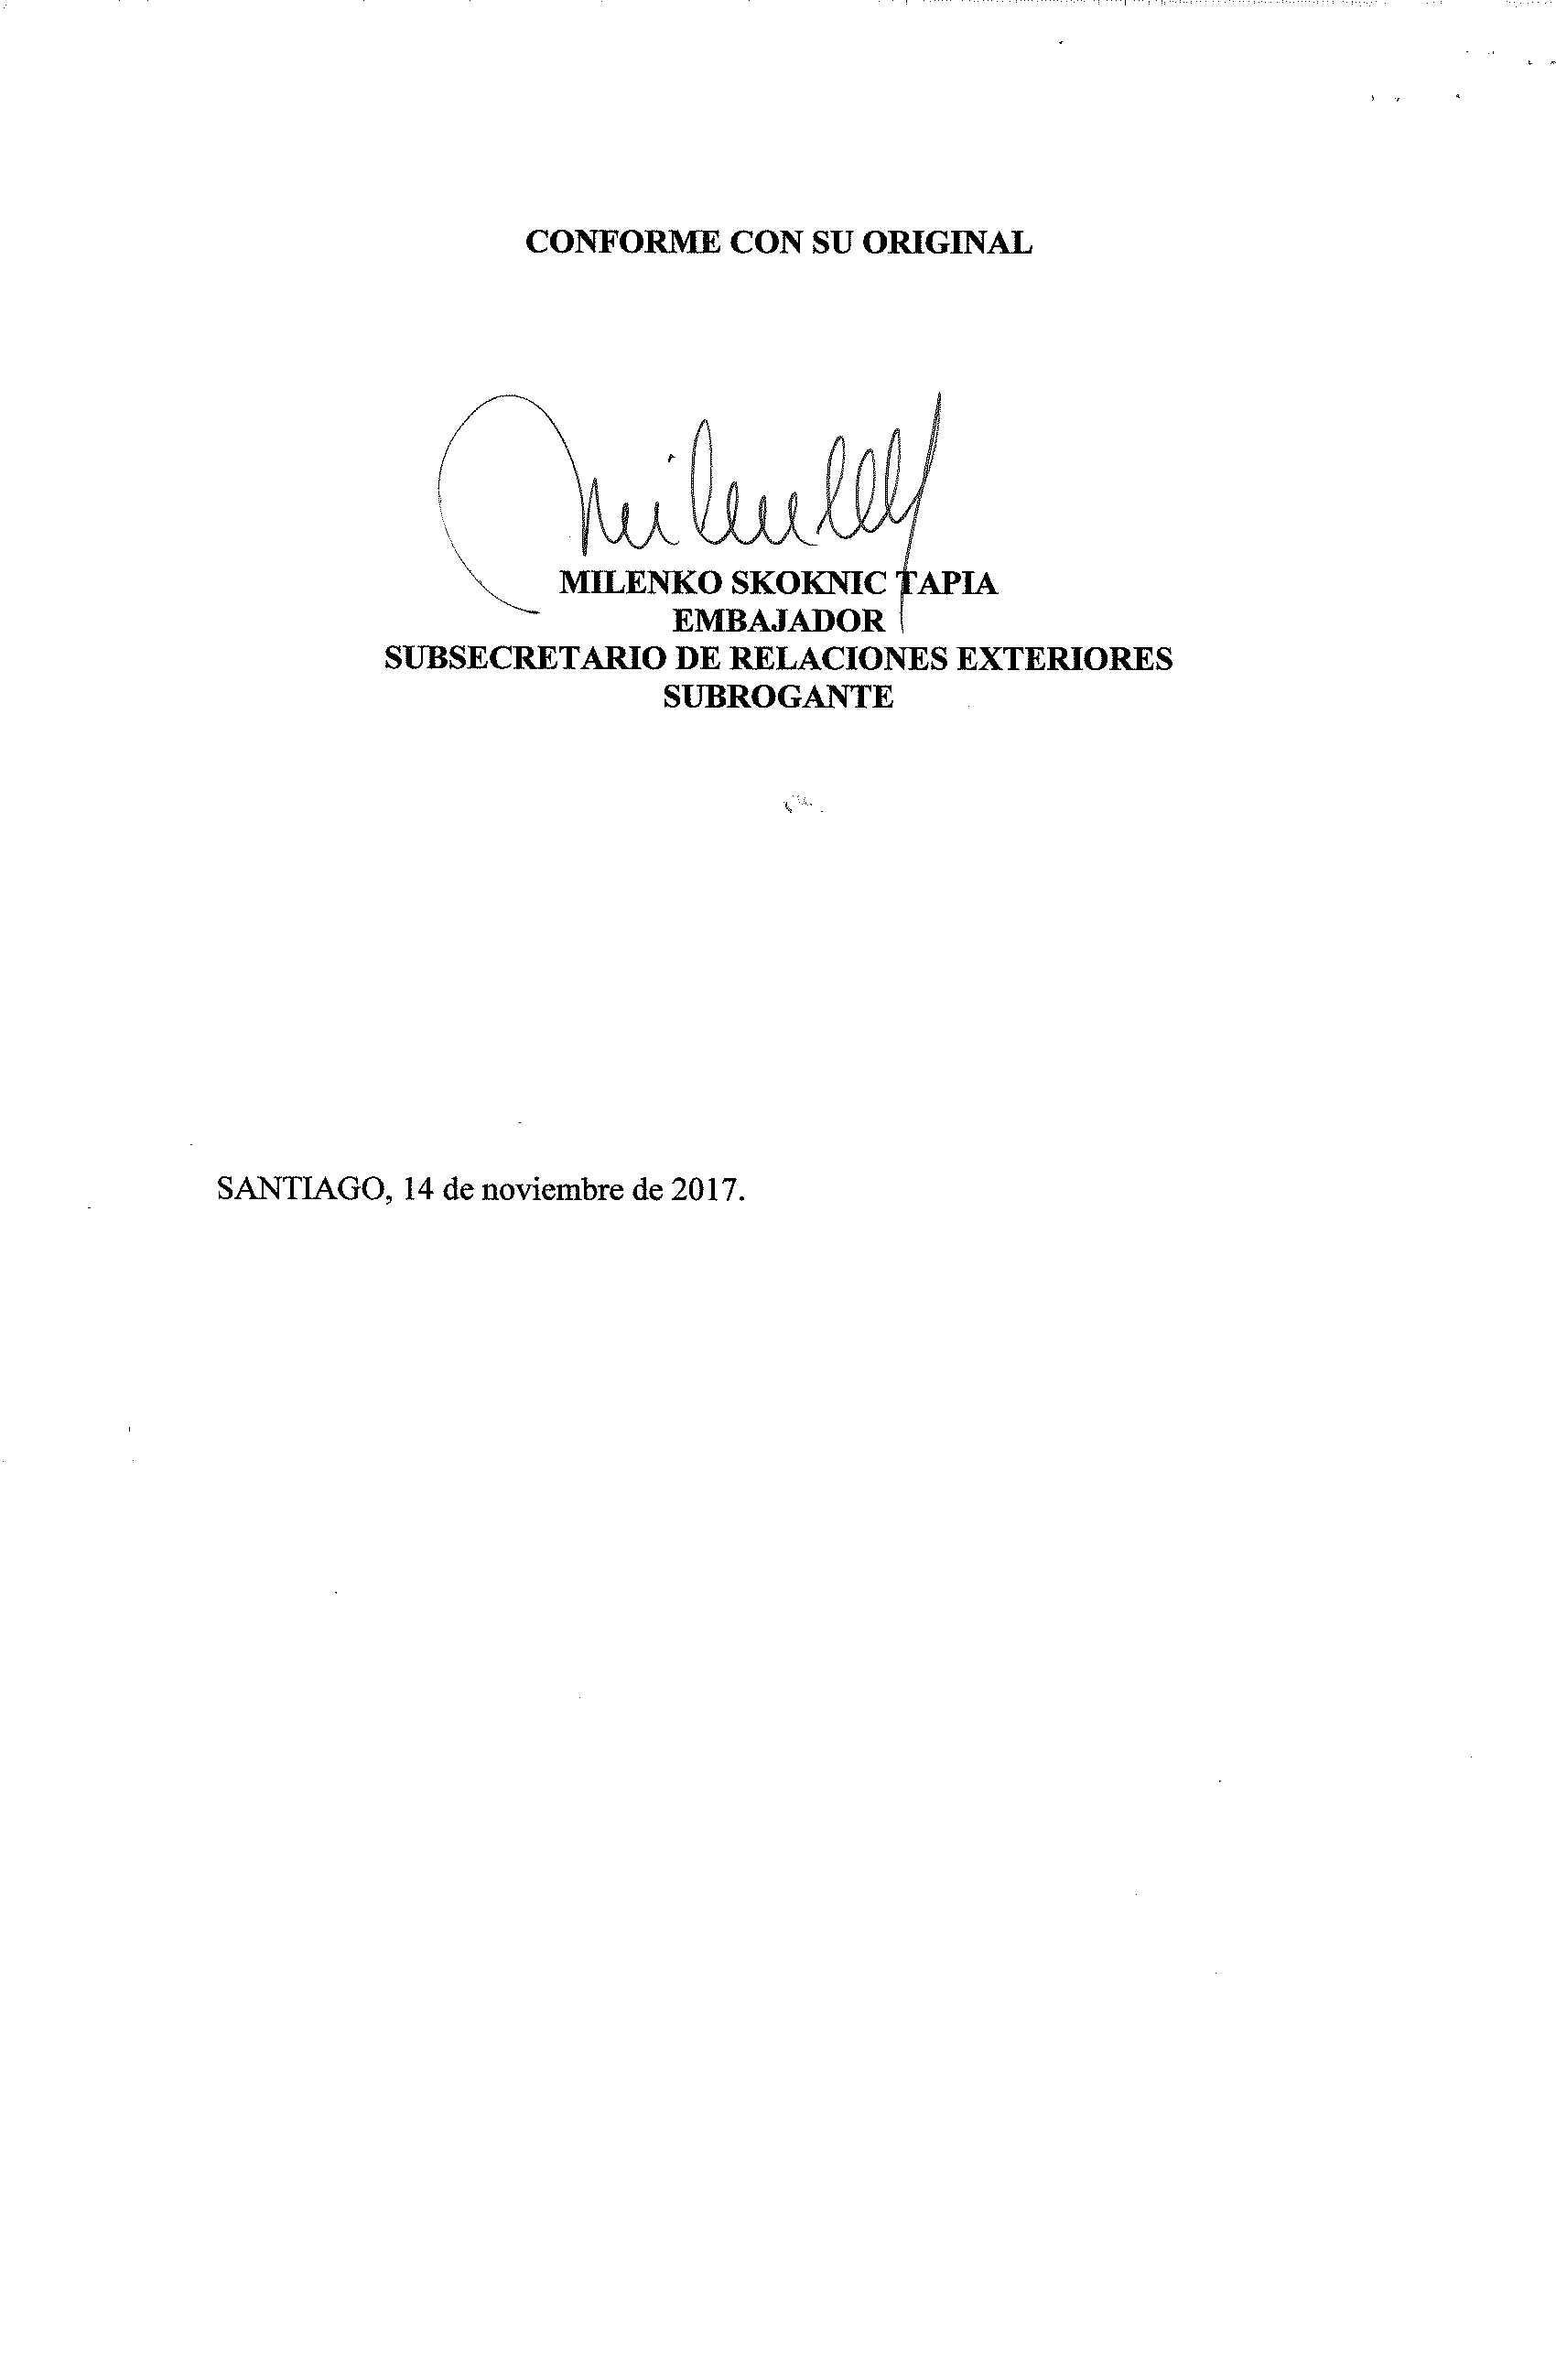 CONFORME CON SU ORIGINAL
MILENKO SKOKNIC TAPIA
EMBAJADOR
SUBSECRETARIO DE RELACIONES EXTERIORES
SUBROGANTE
SANTIAGO, 14 de noviembre de 2017.